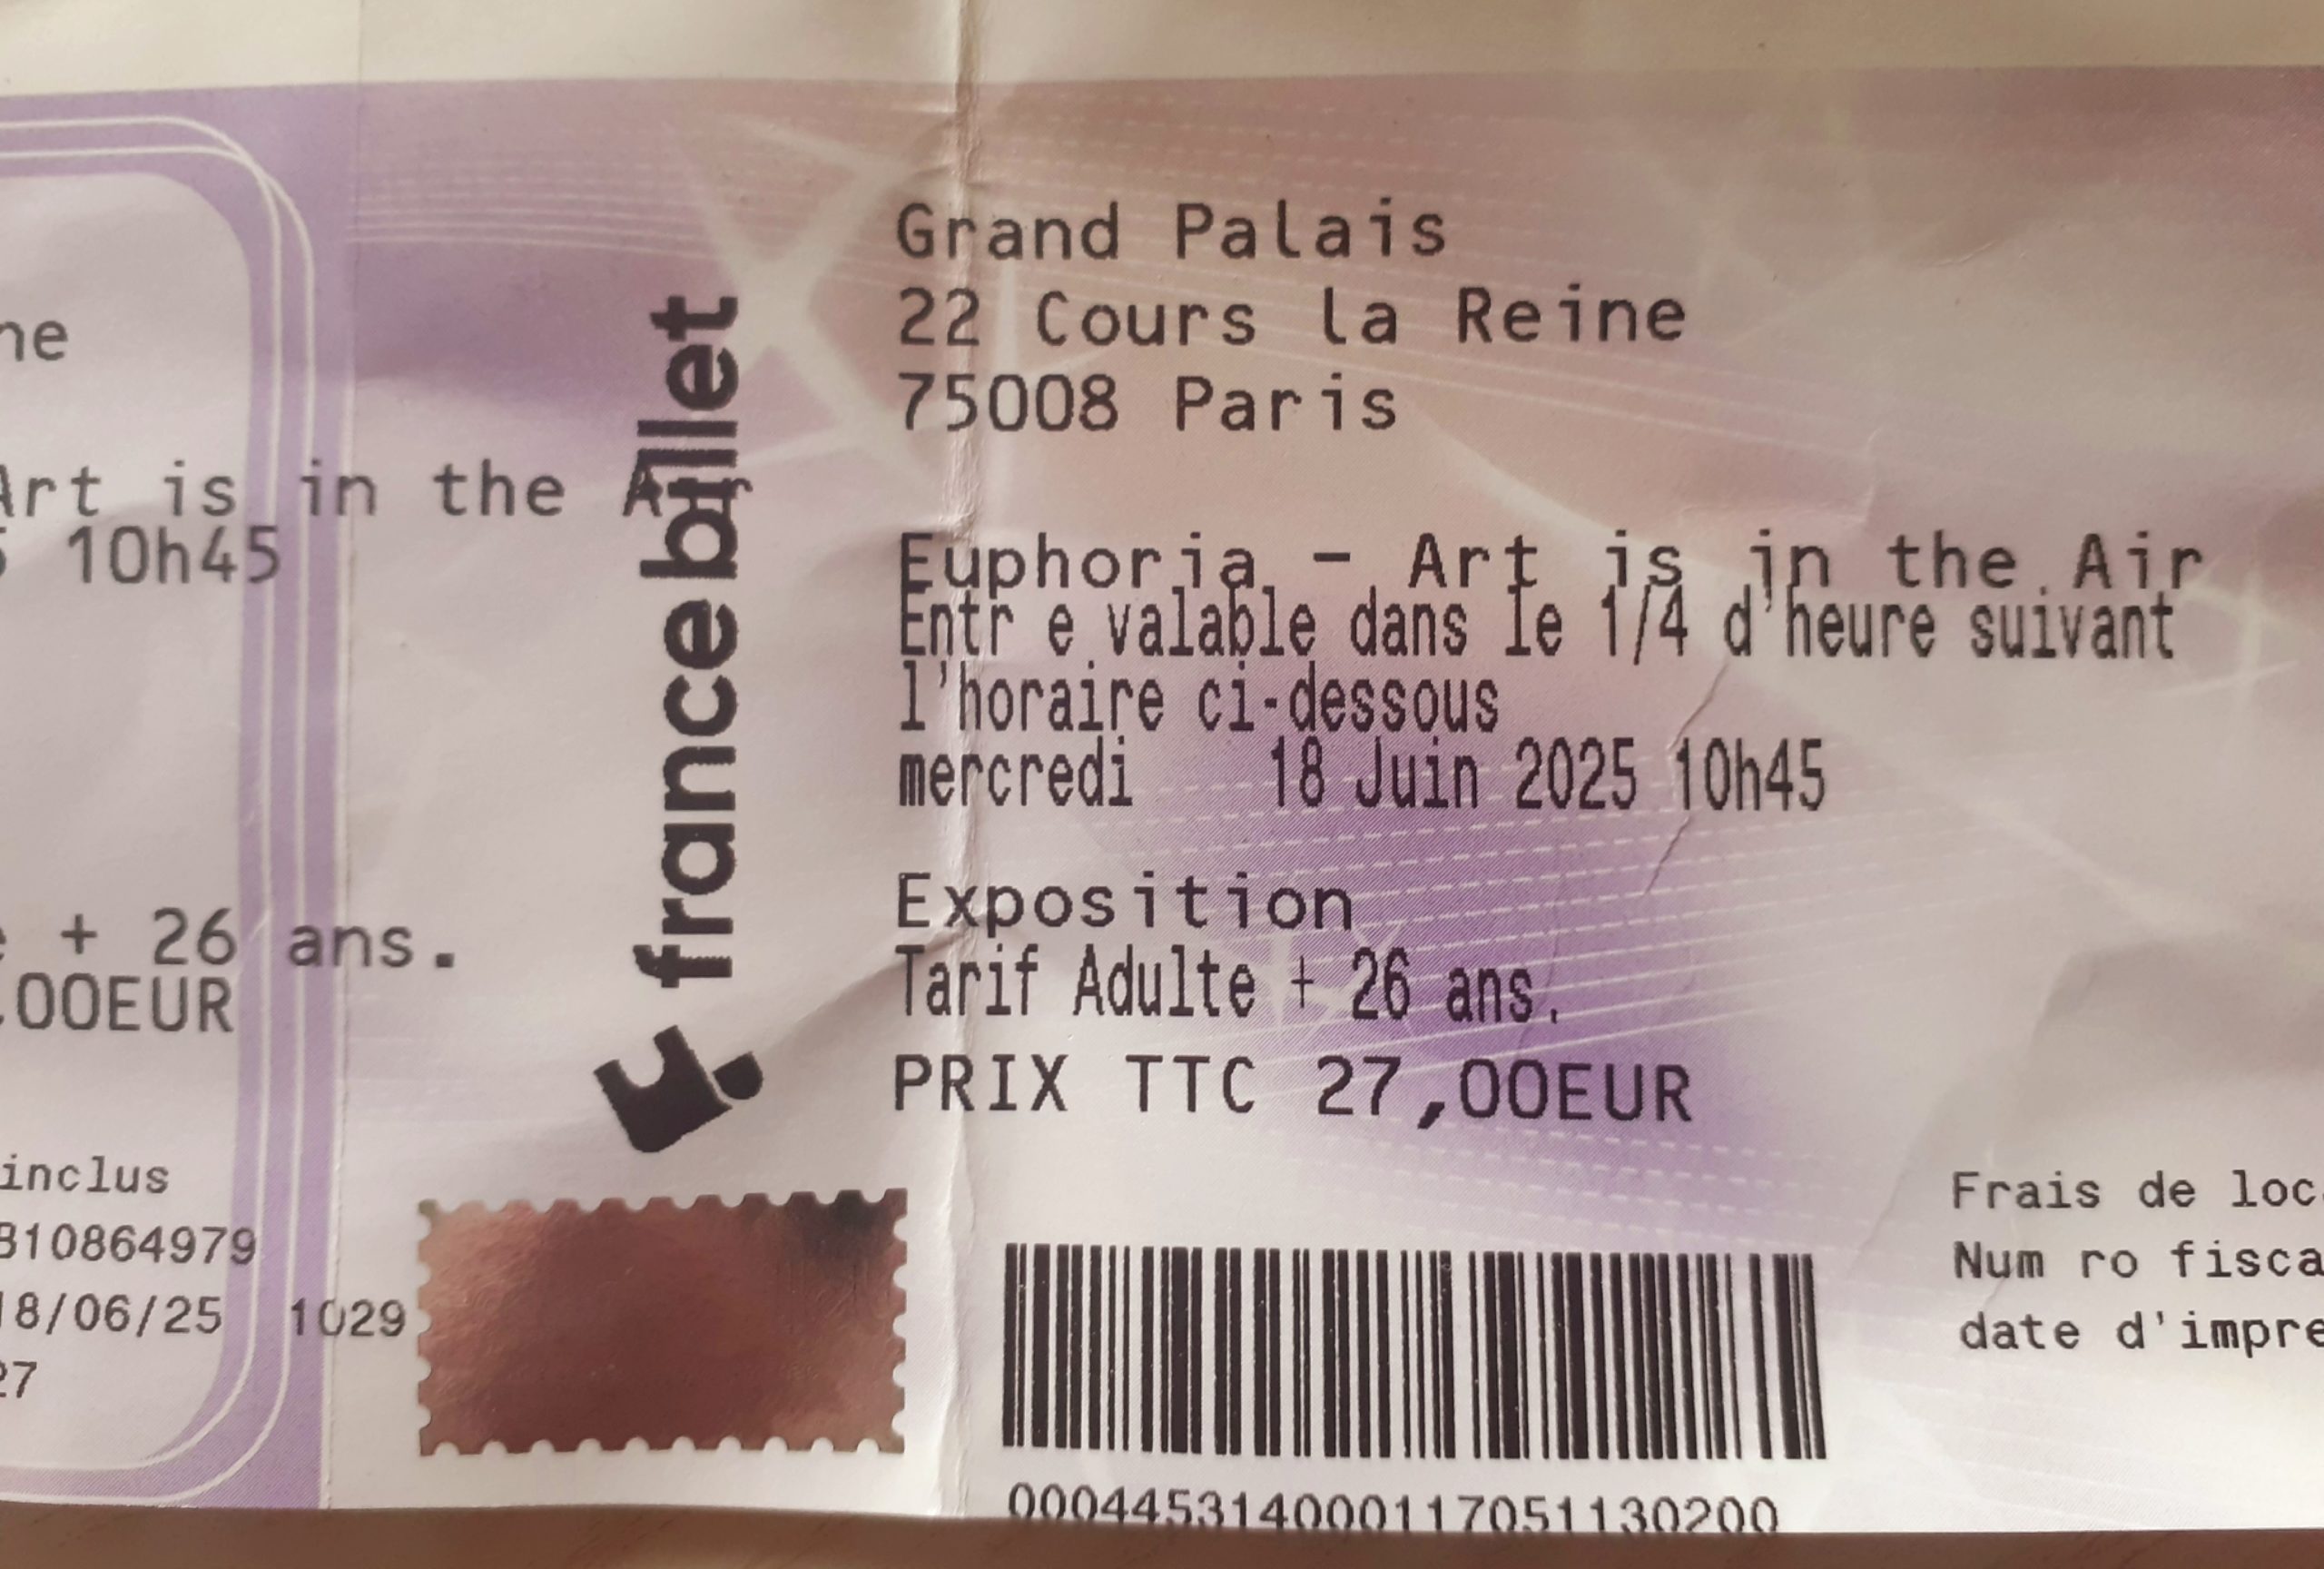 ne
Art is in the Air
10h45
+ 26 ans.
00EUR
inclus
310864979
18/06/25 1029
27
france billet
Grand Palais
22 Cours la Reine
75008 Paris
Euphoria - Art is in the Air
Entr e valable dans le 1/4 d'heure suivant
l'horaire ci-dessous
mercredi 18 Juin 2025 10h45
Exposition
Tarif Adulte + 26 ans.
PRIX TTC 27,00EUR
000445314000117051130200
Frais de loc
Num ro fisca
date d'impre